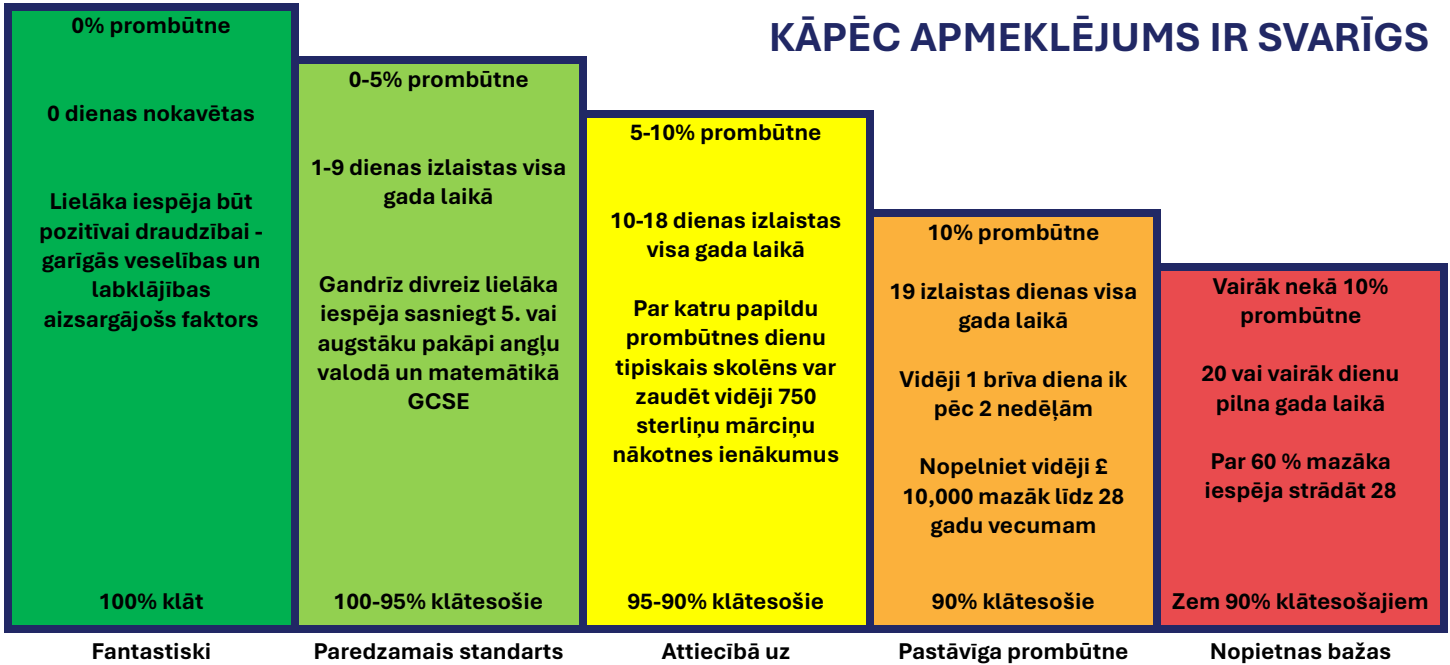 KĀPĒC APMEKLĒJUMS IR SVARĪGS
0% prombūtne
0 dienas nokavētas
Lielāka iespēja būt
pozitīvai draudzībai -
garīgās veselības un
labklājības
aizsargājošs faktors
100% klāt
Fantastiski
0-5% prombūtne
1-9 dienas izlaistas visa
gada laikā
Gandrīz divreiz lielāka
iespēja sasniegt 5. vai
augstāku pakāpi angļu
valodā un matemātikā
GCSE
100-95% klātesošie
Paredzamais standarts
5-10% prombūtne
10-18 dienas izlaistas
visa gada laikā
Par katru papildu
prombūtnes dienu
tipiskais skolēns var
zaudēt vidēji 750
sterliņu mārciņu
nākotnes ienākumus
95-90% klātesošie
Attiecībā uz
10% prombūtne
19 izlaistas dienas visa
gada laikā
Vidēji 1 brīva diena ik
pēc 2 nedēļām
Nopelniet vidēji £
10,000 mazāk līdz 28
gadu vecumam
90% klātesošie
Pastāvīga prombūtne
Vairāk nekā 10%
prombūtne
20 vai vairāk dienu
pilna gada laikā
Par 60 % mazāka
iespēja strādāt 28
Zem 90% klātesošajiem
Nopietnas bažas